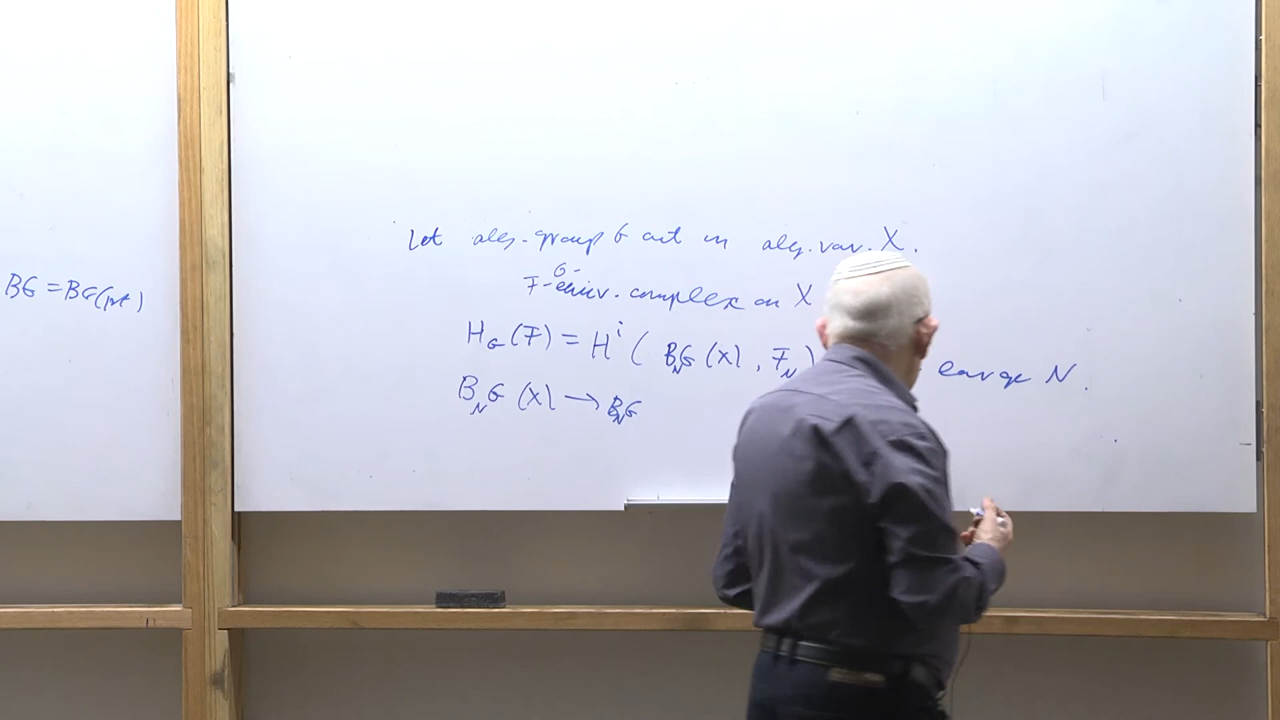 BG = BG(pt)
Let alg. group G act on alg. var. X.
F G-equiv. complex on X
H_G(F) = H^i ( B_N G (X), F_N ) large N.
B_N G (X) → B_N G